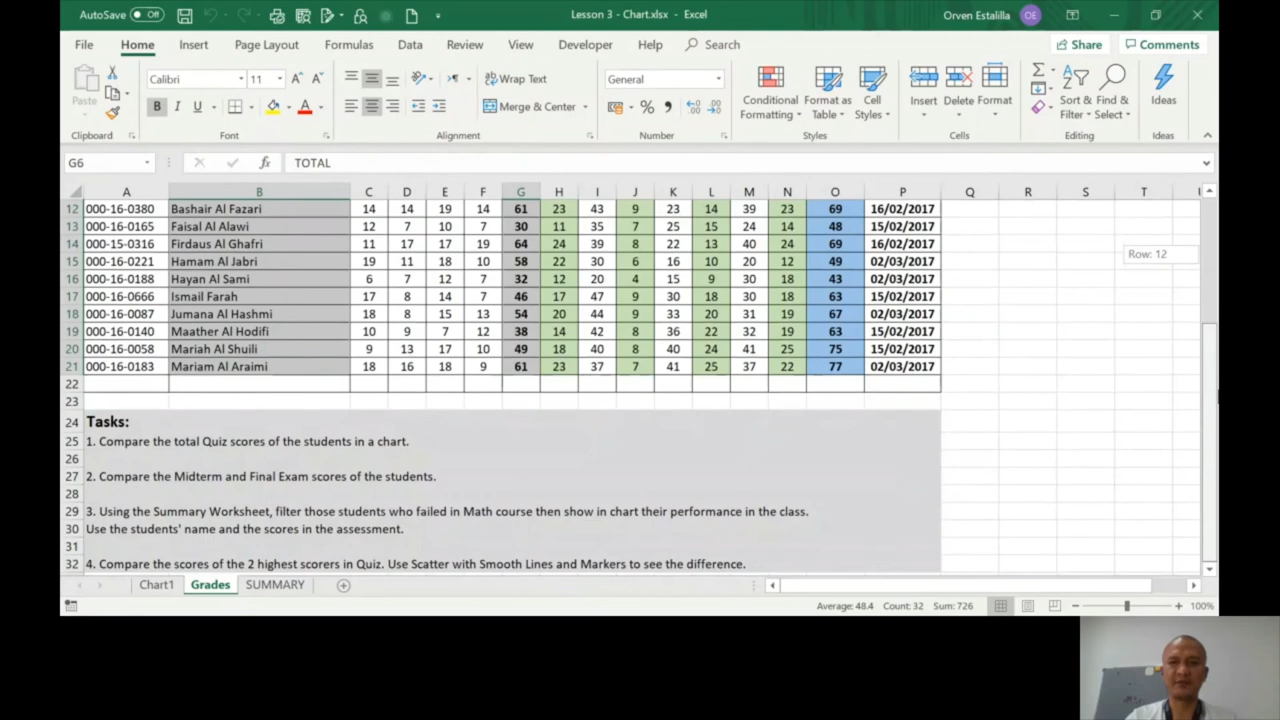 AutoSave Off Lesson 3 - Chart.xlsx - Excel Orven Estalilla OE
File Home Insert Page Layout Formulas Data Review View Developer Help Search Share Comments
Calibri 11 Wrap Text General
Paste B I U Merge & Center % Conditional Formatting Format as Table Cell Styles Insert Delete Format Sort & Filter Find & Select Ideas
Clipboard Font Alignment Number Styles Cells Editing Ideas
G6 fx TOTAL
A B C D E F G H I J K L M N O P Q R S T
12 000-16-0380 Bashair Al Fazari 14 14 19 14 61 23 43 9 23 14 39 23 69 16/02/2017
13 000-16-0165 Faisal Al Alawi 12 7 10 7 30 11 35 7 25 15 24 14 48 15/02/2017
14 000-15-0316 Firdaus Al Ghafri 11 17 17 19 64 24 39 8 22 13 40 24 69 16/02/2017
Row: 12
15 000-16-0221 Hamam Al Jabri 19 11 18 10 58 22 30 6 16 10 20 12 49 02/03/2017
16 000-16-0188 Hayan Al Sami 6 7 12 7 32 12 20 4 15 9 30 18 43 02/03/2017
17 000-16-0666 Ismail Farah 17 8 14 7 46 17 47 9 30 18 30 18 63 15/02/2017
18 000-16-0087 Jumana Al Hashmi 18 8 15 13 54 20 44 9 33 20 31 19 67 02/03/2017
19 000-16-0140 Maather Al Hodifi 10 9 7 12 38 14 42 8 36 22 32 19 63 15/02/2017
20 000-16-0058 Mariah Al Shuili 9 13 17 10 49 18 40 8 40 24 41 25 75 15/02/2017
21 000-16-0183 Mariam Al Araimi 18 16 18 9 61 23 37 7 41 25 37 22 77 02/03/2017
22
23
24 Tasks:
25 1. Compare the total Quiz scores of the students in a chart.
26
27 2. Compare the Midterm and Final Exam scores of the students.
28
29 3. Using the Summary Worksheet, filter those students who failed in Math course then show in chart their performance in the class.
30 Use the students' name and the scores in the assessment.
31
32 4. Compare the scores of the 2 highest scorers in Quiz. Use Scatter with Smooth Lines and Markers to see the difference.
Chart1 Grades SUMMARY
Average: 48.4 Count: 32 Sum: 726 100%